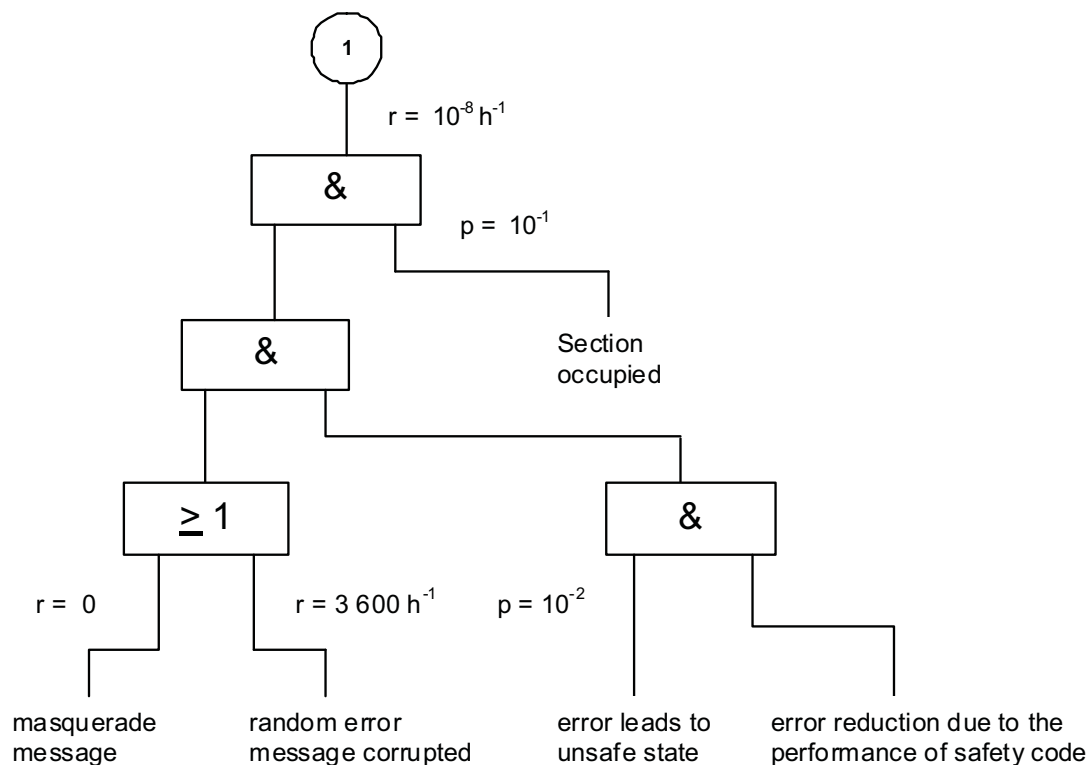 1
r = 10⁻⁸ h⁻¹
&
p = 10⁻¹
&
Section
occupied
≥ 1
&
r = 0
r = 3 600 h⁻¹
p = 10⁻²
masquerade
message
random error
message corrupted
error leads to
unsafe state
error reduction due to the
performance of safety code